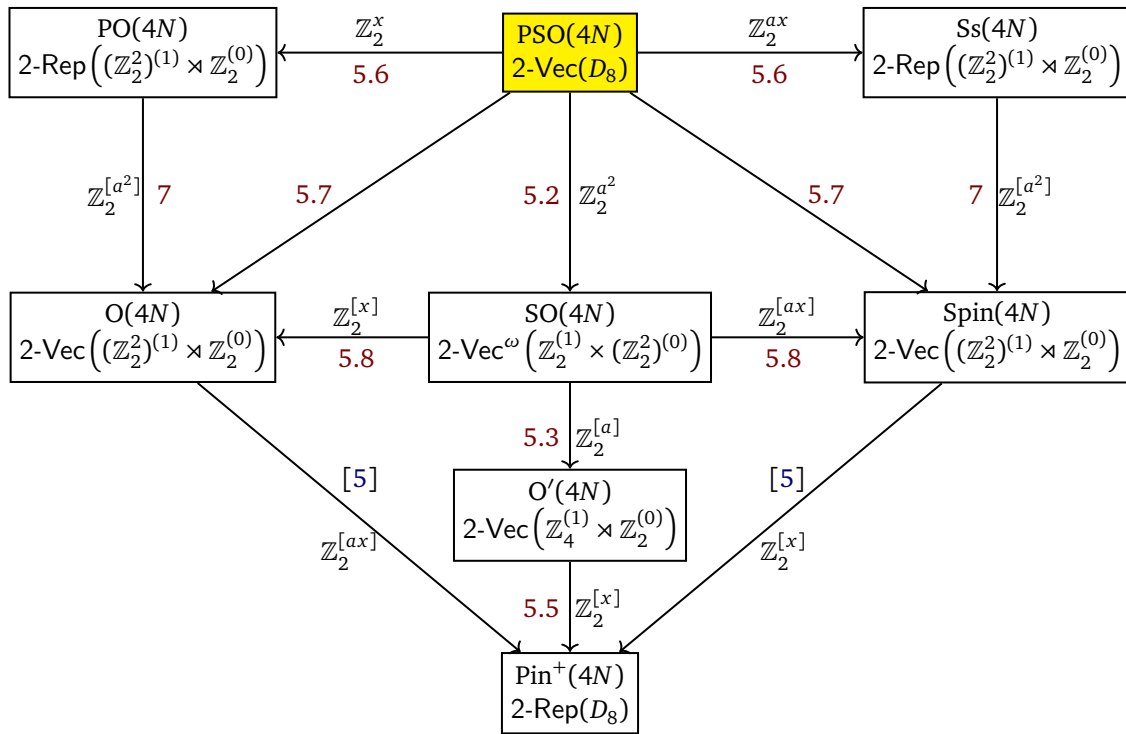 PO(4N)
2-Rep((ℤ₂²)⁽¹⁾ ⋊ ℤ₂⁽⁰⁾)
ℤ₂ˣ
5.6
PSO(4N)
2-Vec(D₈)
ℤ₂ᵃˣ
5.6
Ss(4N)
2-Rep((ℤ₂²)⁽¹⁾ ⋊ ℤ₂⁽⁰⁾)
ℤ₂^[a²] 7
5.7
5.2 ℤ₂^a²
5.7
7 ℤ₂^[a²]
O(4N)
2-Vec((ℤ₂²)⁽¹⁾ ⋊ ℤ₂⁽⁰⁾)
ℤ₂^[x]
5.8
SO(4N)
2-Vec^ω(ℤ₂⁽¹⁾ × (ℤ₂²)⁽⁰⁾)
ℤ₂^[ax]
5.8
Spin(4N)
2-Vec((ℤ₂²)⁽¹⁾ ⋊ ℤ₂⁽⁰⁾)
5.3 ℤ₂^[a]
[5]
ℤ₂^[ax]
O′(4N)
2-Vec(ℤ₄⁽¹⁾ ⋊ ℤ₂⁽⁰⁾)
[5]
ℤ₂^[x]
5.5 ℤ₂^[x]
Pin⁺(4N)
2-Rep(D₈)